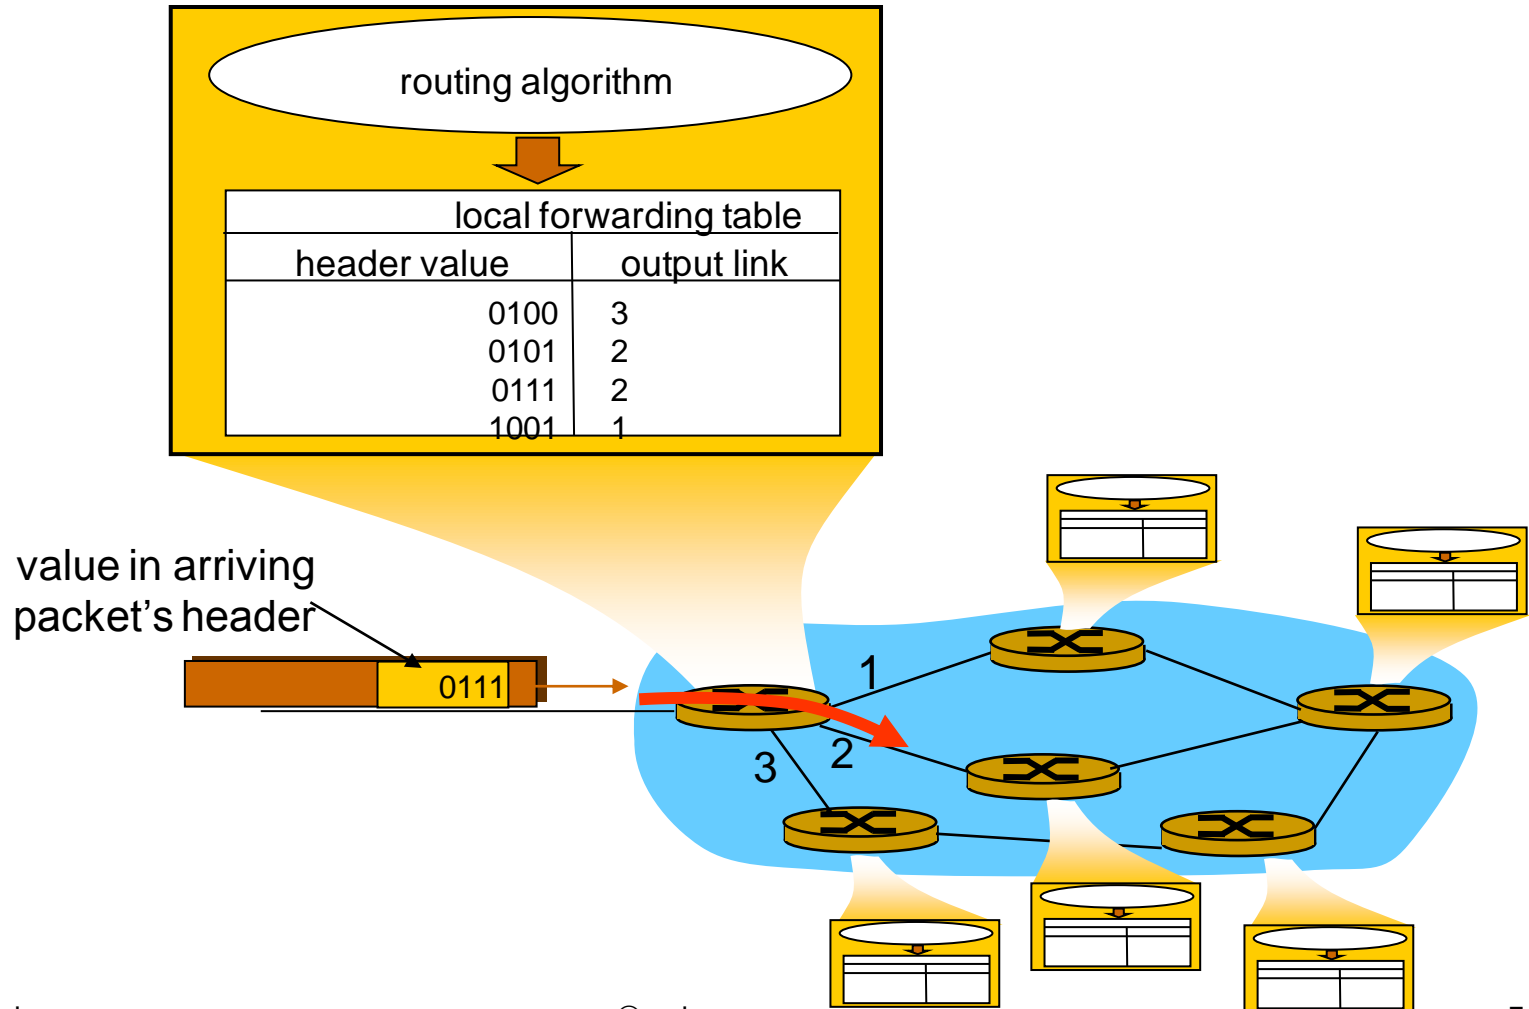 routing algorithm
local forwarding table
header value output link
0100 3
0101 2
0111 2
1001 1
value in arriving
packet's header
0111
1
2
3